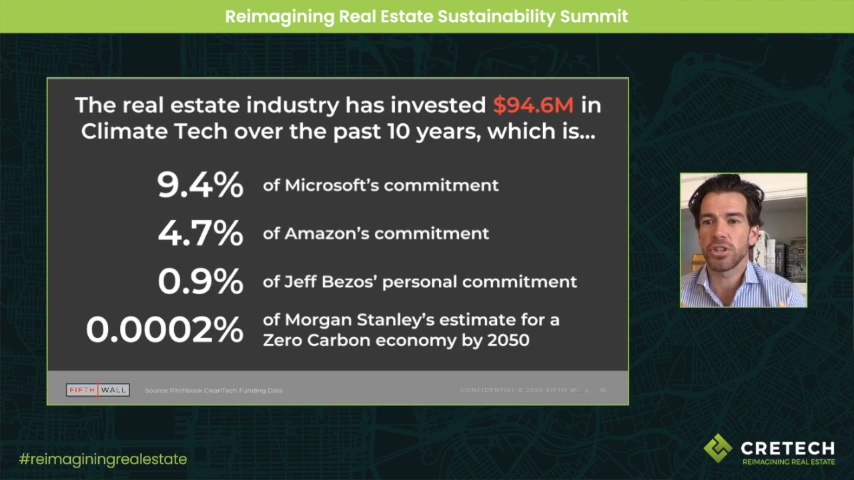 Reimagining Real Estate Sustainability Summit
The real estate industry has invested $94.6M in
Climate Tech over the past 10 years, which is...
9.4% of Microsoft's commitment
4.7% of Amazon's commitment
0.9% of Jeff Bezos' personal commitment
0.0002% of Morgan Stanley's estimate for a
Zero Carbon economy by 2050
FIFTH WALL
Source: Pitchbook CleanTech Funding Data
CONFIDENTIAL © 2020 FIFTH WALL
#reimaginingrealestate
CRETECH
REIMAGINING REAL ESTATE